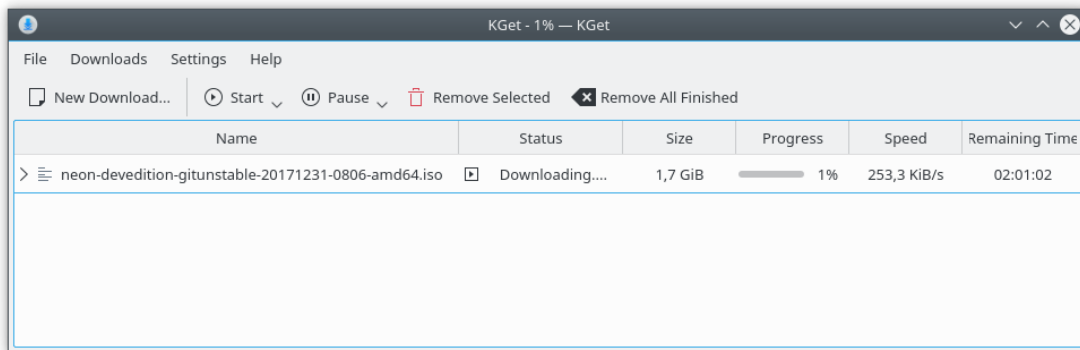 KGet - 1% — KGet
File Downloads Settings Help
New Download... Start Pause Remove Selected Remove All Finished
Name Status Size Progress Speed Remaining Time
neon-devedition-gitunstable-20171231-0806-amd64.iso Downloading.... 1,7 GiB 1% 253,3 KiB/s 02:01:02